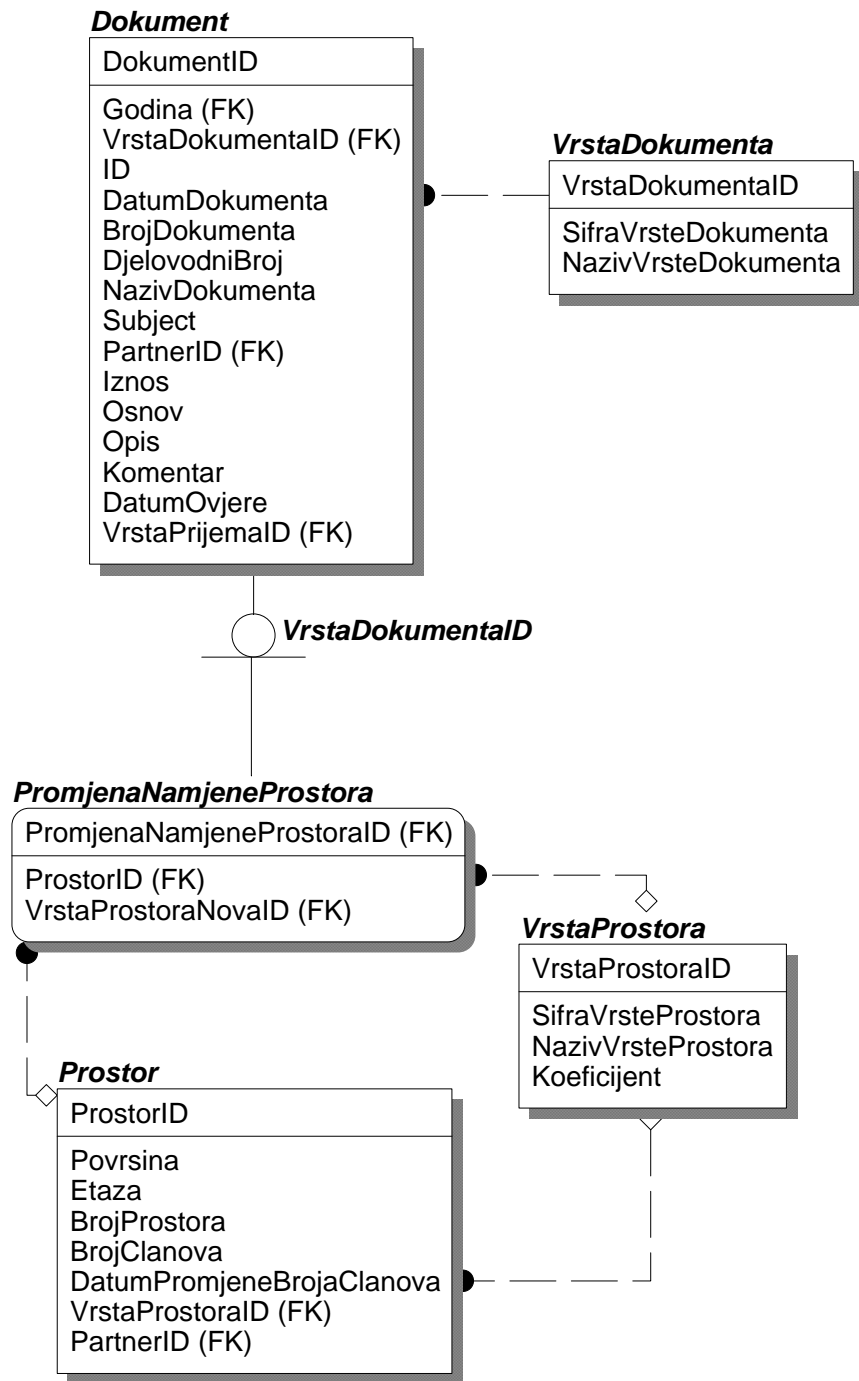 Dokument
DokumentID
Godina (FK)
VrstaDokumentaID (FK)
ID
DatumDokumenta
BrojDokumenta
DjelovodniBroj
NazivDokumenta
Subject
PartnerID (FK)
Iznos
Osnov
Opis
Komentar
DatumOvjere
VrstaPrijemaID (FK)
VrstaDokumenta
VrstaDokumentaID
SifraVrsteDokumenta
NazivVrsteDokumenta
VrstaDokumentaID
PromjenaNamjeneProstora
PromjenaNamjeneProstoraID (FK)
ProstorID (FK)
VrstaProstoraNovaID (FK)
VrstaProstora
VrstaProstoraID
SifraVrsteProstora
NazivVrsteProstora
Koeficijent
Prostor
ProstorID
Povrsina
Etaza
BrojProstora
BrojClanova
DatumPromjeneBrojaClanova
VrstaProstoraID (FK)
PartnerID (FK)